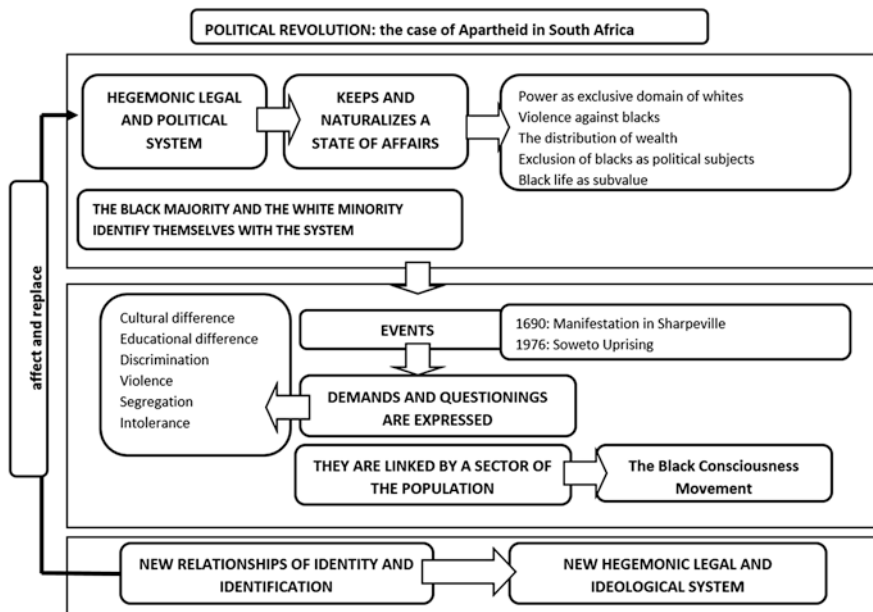 POLITICAL REVOLUTION: the case of Apartheid in South Africa
HEGEMONIC LEGAL
AND POLITICAL
SYSTEM
KEEPS AND
NATURALIZES A
STATE OF AFFAIRS
Power as exclusive domain of whites
Violence against blacks
The distribution of wealth
Exclusion of blacks as political subjects
Black life as subvalue
THE BLACK MAJORITY AND THE WHITE MINORITY
IDENTIFY THEMSELVES WITH THE SYSTEM
affect and replace
Cultural difference
Educational difference
Discrimination
Violence
Segregation
Intolerance
EVENTS
1690: Manifestation in Sharpeville
1976: Soweto Uprising
DEMANDS AND QUESTIONINGS
ARE EXPRESSED
THEY ARE LINKED BY A SECTOR OF
THE POPULATION
The Black Consciousness
Movement
NEW RELATIONSHIPS OF IDENTITY AND
IDENTIFICATION
NEW HEGEMONIC LEGAL AND
IDEOLOGICAL SYSTEM